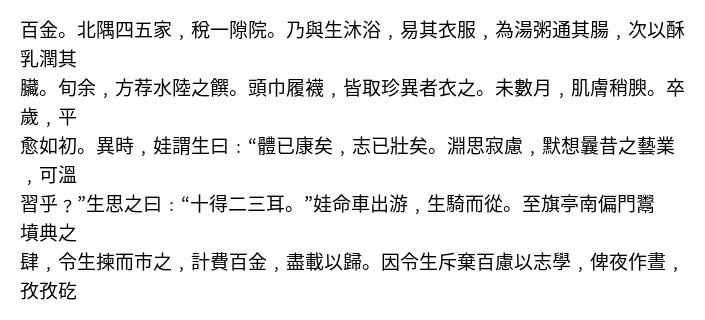 百金。北隅四五家﹐稅一隙院。乃與生沐浴﹐易其衣服﹐為湯粥通其腸﹐次以酥
乳潤其
臟。旬余﹐方荐水陸之饌。頭巾履襪﹐皆取珍異者衣之。未數月﹐肌膚稍腴。卒
歲﹐平
愈如初。異時﹐娃謂生曰﹕“體已康矣﹐志已壯矣。淵思寂慮﹐默想曩昔之藝業
﹐可溫
習乎﹖”生思之曰﹕“十得二三耳。”娃命車出游﹐生騎而從。至旗亭南偏門鬻
墳典之
肆﹐令生揀而市之﹐計費百金﹐盡載以歸。因令生斥棄百慮以志學﹐俾夜作晝﹐
孜孜矻